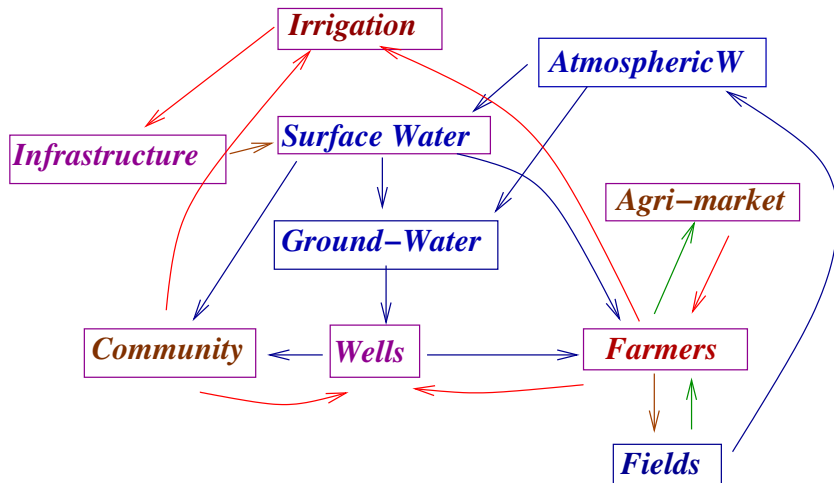 Irrigation
AtmosphericW
Surface Water
Infrastructure
Agri-market
Ground-Water
Community
Wells
Farmers
Fields